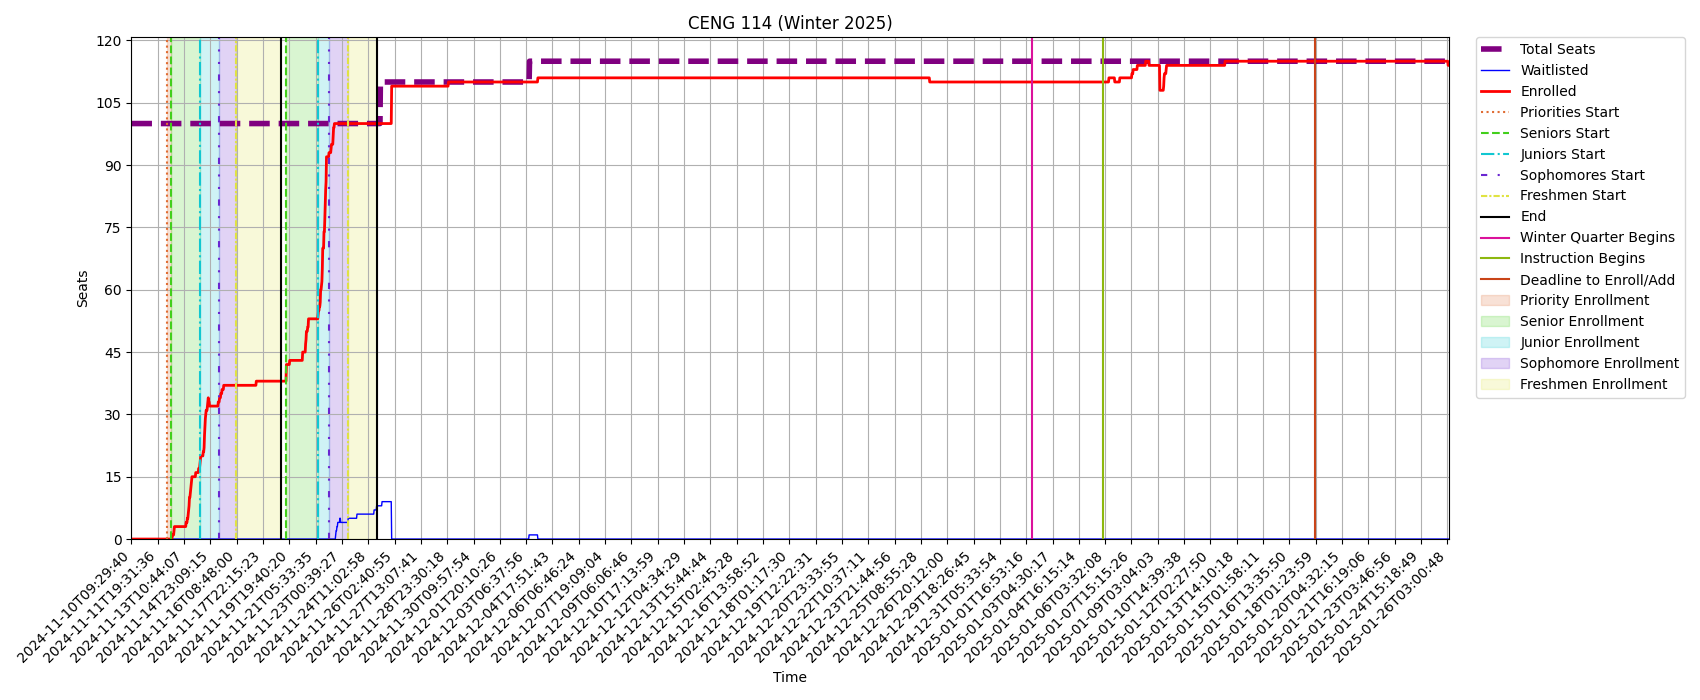 CENG 114 (Winter 2025)
120
105
90
75
60
45
30
15
0
Seats
2024-11-10T09:29:40
2024-11-11T19:31:36
2024-11-13T10:44:07
2024-11-14T23:09:15
2024-11-16T08:48:00
2024-11-17T22:15:23
2024-11-19T19:40:20
2024-11-21T05:33:35
2024-11-23T00:39:27
2024-11-24T11:02:58
2024-11-26T02:40:55
2024-11-27T13:07:41
2024-11-28T23:30:18
2024-11-30T09:57:54
2024-12-01T20:10:26
2024-12-03T06:37:56
2024-12-04T17:51:43
2024-12-06T06:46:24
2024-12-07T19:09:04
2024-12-09T06:06:46
2024-12-10T17:13:59
2024-12-12T04:34:29
2024-12-13T15:44:44
2024-12-15T02:45:28
2024-12-16T13:58:52
2024-12-18T01:17:30
2024-12-19T12:22:31
2024-12-20T23:33:55
2024-12-22T10:37:11
2024-12-23T21:44:56
2024-12-25T08:55:28
2024-12-26T20:12:00
2024-12-29T18:26:45
2024-12-31T05:33:54
2025-01-01T16:53:16
2025-01-03T04:30:17
2025-01-04T16:15:14
2025-01-06T03:32:08
2025-01-07T15:15:26
2025-01-09T03:04:03
2025-01-10T14:39:38
2025-01-12T02:27:50
2025-01-13T14:10:18
2025-01-15T01:58:11
2025-01-16T13:35:50
2025-01-18T01:23:59
2025-01-20T04:32:15
2025-01-21T16:19:06
2025-01-23T03:46:56
2025-01-24T15:18:49
2025-01-26T03:00:48
Time
Total Seats
Waitlisted
Enrolled
Priorities Start
Seniors Start
Juniors Start
Sophomores Start
Freshmen Start
End
Winter Quarter Begins
Instruction Begins
Deadline to Enroll/Add
Priority Enrollment
Senior Enrollment
Junior Enrollment
Sophomore Enrollment
Freshmen Enrollment